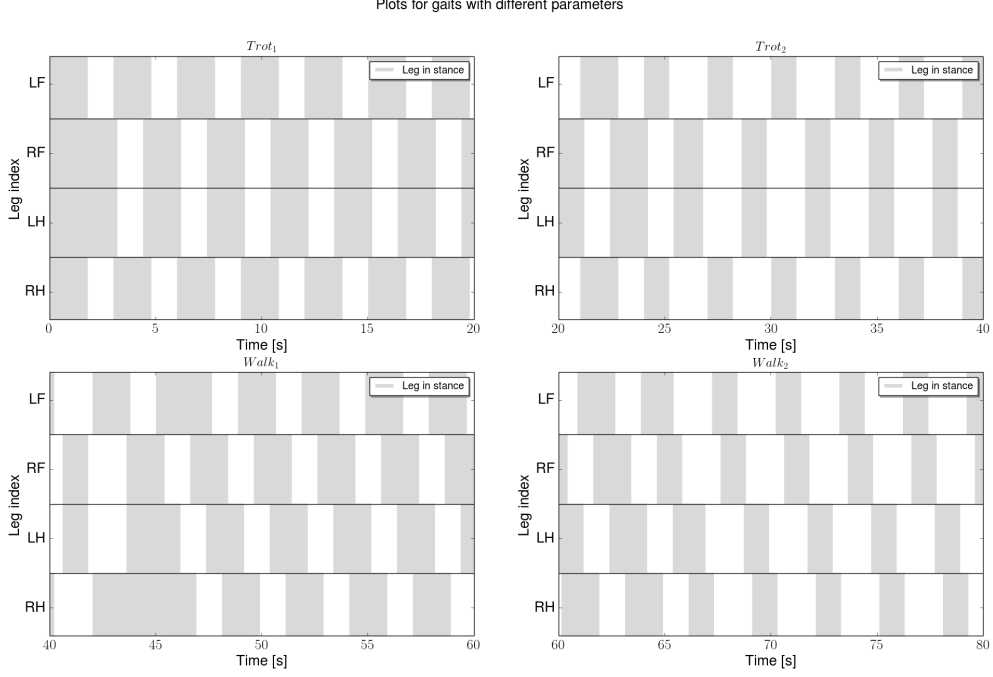 Plots for gaits with different parameters
Trot1
Trot2
Leg in stance
Leg in stance
LF
RF
LH
RH
Leg index
0 5 10 15 20
Time [s]
LF
RF
LH
RH
Leg index
20 25 30 35 40
Time [s]
Walk1
Walk2
Leg in stance
Leg in stance
LF
RF
LH
RH
Leg index
40 45 50 55 60
Time [s]
LF
RF
LH
RH
Leg index
60 65 70 75 80
Time [s]